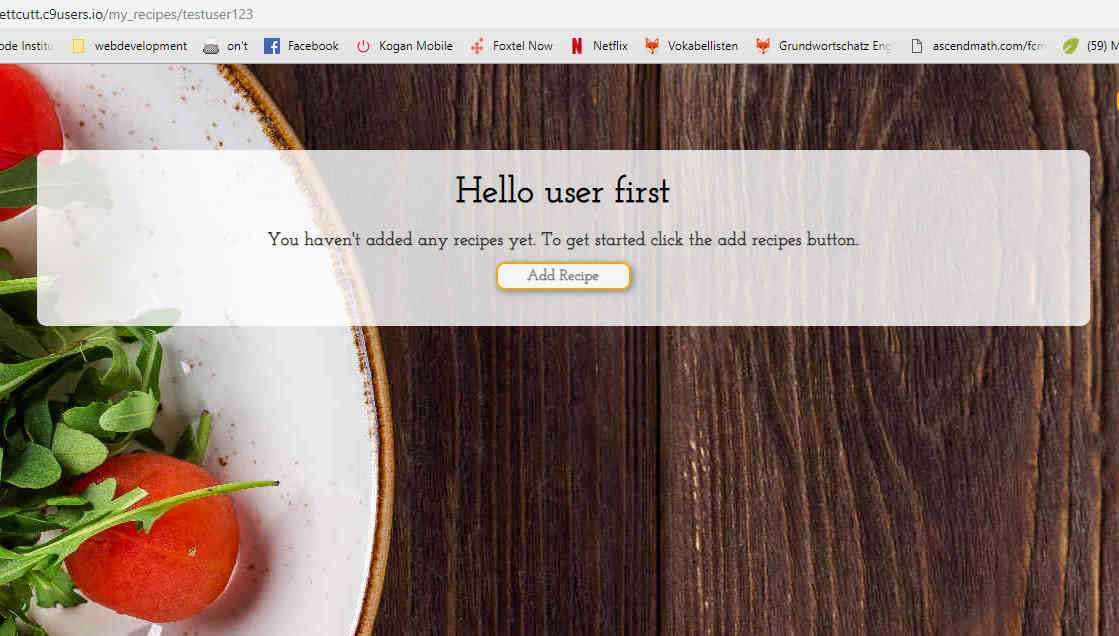 ettcutt.c9users.io/my_recipes/testuser123
ode Institu webdevelopment on't Facebook Kogan Mobile Foxtel Now Netflix Vokabellisten Grundwortschatz Eng ascendmath.com/fcm (59) M
Hello user first
You haven't added any recipes yet. To get started click the add recipes button.
Add Recipe